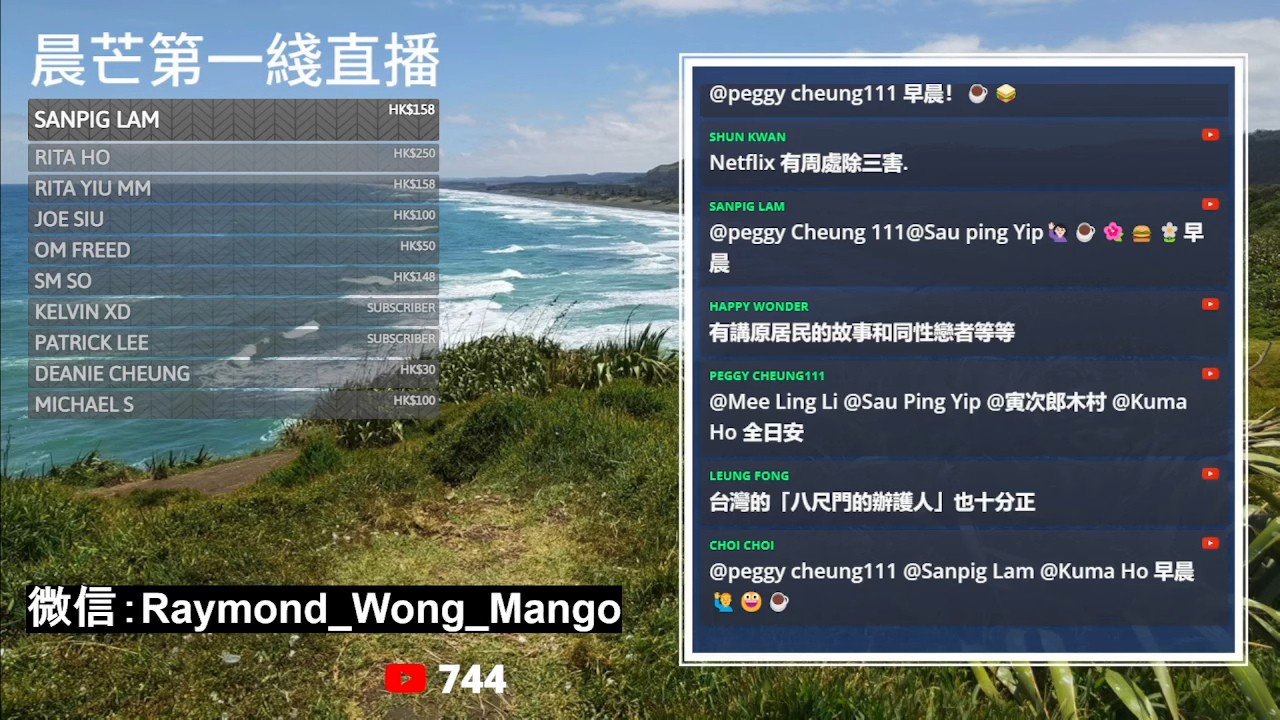 晨芒第一綫直播
SANPIG LAM HK$158
RITA HO HK$250
RITA YIU MM HK$158
JOE SIU HK$100
OM FREED HK$50
SM SO HK$148
KELVIN XD SUBSCRIBER
PATRICK LEE SUBSCRIBER
DEANIE CHEUNG HK$30
MICHAEL S HK$100
微信:Raymond_Wong_Mango
744
@peggy cheung111 早晨! ☕ 🥪
SHUN KWAN
Netflix 有周處除三害.
SANPIG LAM
@peggy Cheung 111@Sau ping Yip 🙋🏻‍♀️ ☕ 🌺 🍔 🌼 早
晨
HAPPY WONDER
有講原居民的故事和同性戀者等等
PEGGY CHEUNG111
@Mee Ling Li @Sau Ping Yip @寅次郎木村 @Kuma
Ho 全日安
LEUNG FONG
台灣的「八尺門的辦護人」也十分正
CHOI CHOI
@peggy cheung111 @Sanpig Lam @Kuma Ho 早晨
🙋‍♂️ 😃 ☕